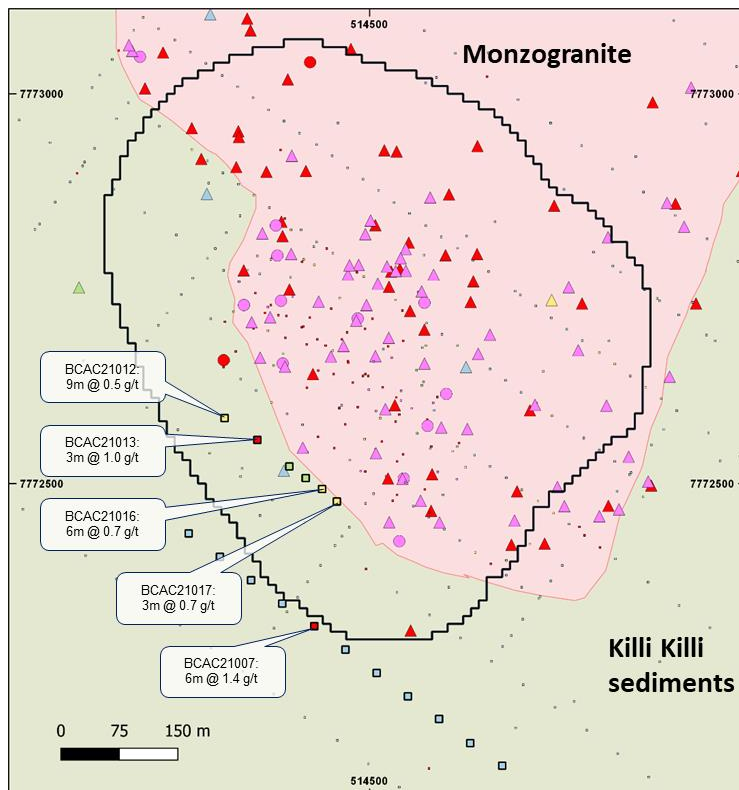 514500
Monzogranite
7773000
7773000
BCAC21012:
9m @ 0.5 g/t
BCAC21013:
3m @ 1.0 g/t
7772500
7772500
BCAC21016:
6m @ 0.7 g/t
BCAC21017:
3m @ 0.7 g/t
BCAC21007:
6m @ 1.4 g/t
Killi Killi
sediments
0 75 150 m
514500